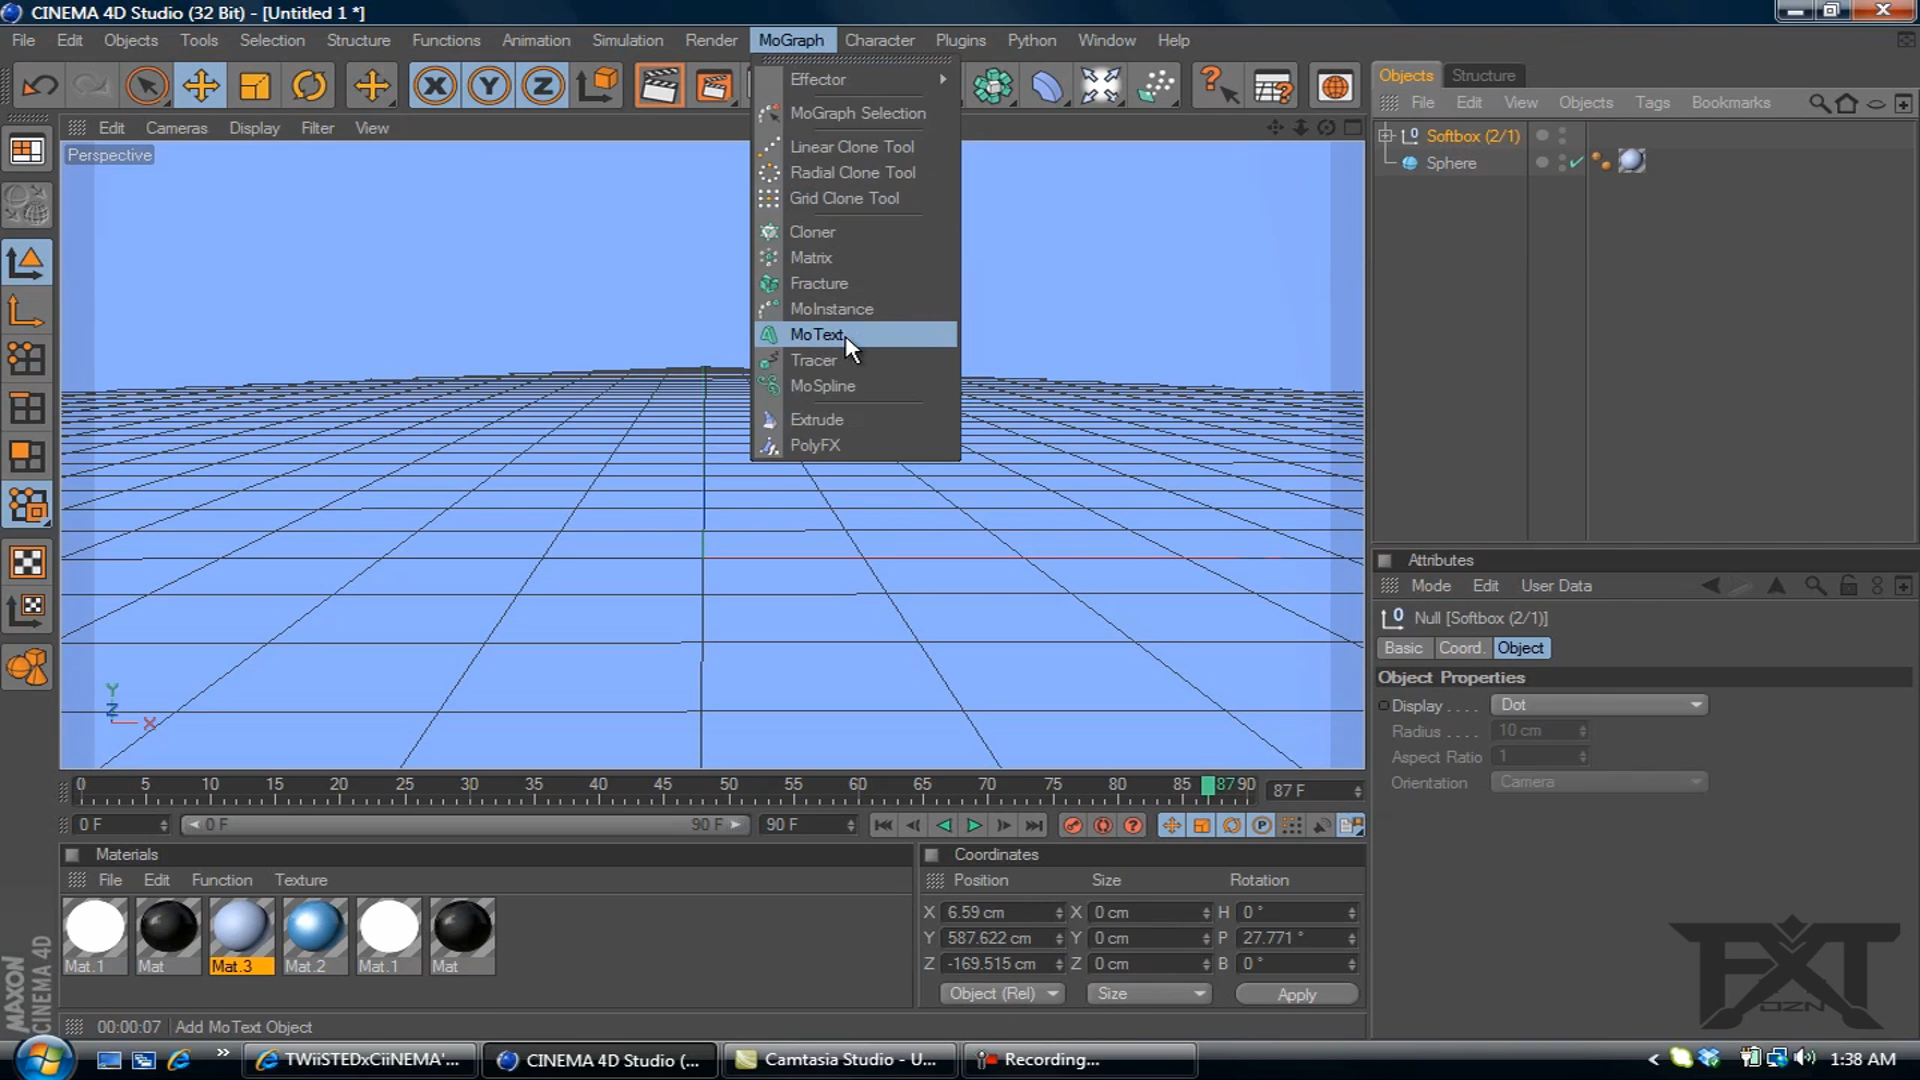 CINEMA 4D Studio (32 Bit) - [Untitled 1 *]
File Edit Objects Tools Selection Structure Functions Animation Simulation Render MoGraph Character Plugins Python Window Help
Effector
MoGraph Selection
Linear Clone Tool
Radial Clone Tool
Grid Clone Tool
Cloner
Matrix
Fracture
MoInstance
MoText
Tracer
MoSpline
Extrude
PolyFX
X Y Z
Edit Cameras Display Filter View
Perspective
Y
Z
X
Objects Structure
File Edit View Objects Tags Bookmarks
Softbox (2/1)
Sphere
Attributes
Mode Edit User Data
Null [Softbox (2/1)]
Basic Coord. Object
Object Properties
Display . . . . Dot
Radius . . . . 10 cm
Aspect Ratio 1
Orientation Camera
0 5 10 15 20 25 30 35 40 45 50 55 60 65 70 75 80 85 87 90 87 F
0 F 0 F 90 F 90 F
Materials
File Edit Function Texture
Mat.1 Mat Mat.3 Mat.2 Mat.1 Mat
Coordinates
Position Size Rotation
X 6.59 cm X 0 cm H 0 °
Y 587.622 cm Y 0 cm P 27.771 °
Z -169.515 cm Z 0 cm B 0 °
Object (Rel) Size Apply
MAXON
CINEMA 4D
00:00:07 Add MoText Object
FXT
DZN
TWiiSTEDxCiiNEMA'... CINEMA 4D Studio (... Camtasia Studio - U... Recording... 1:38 AM